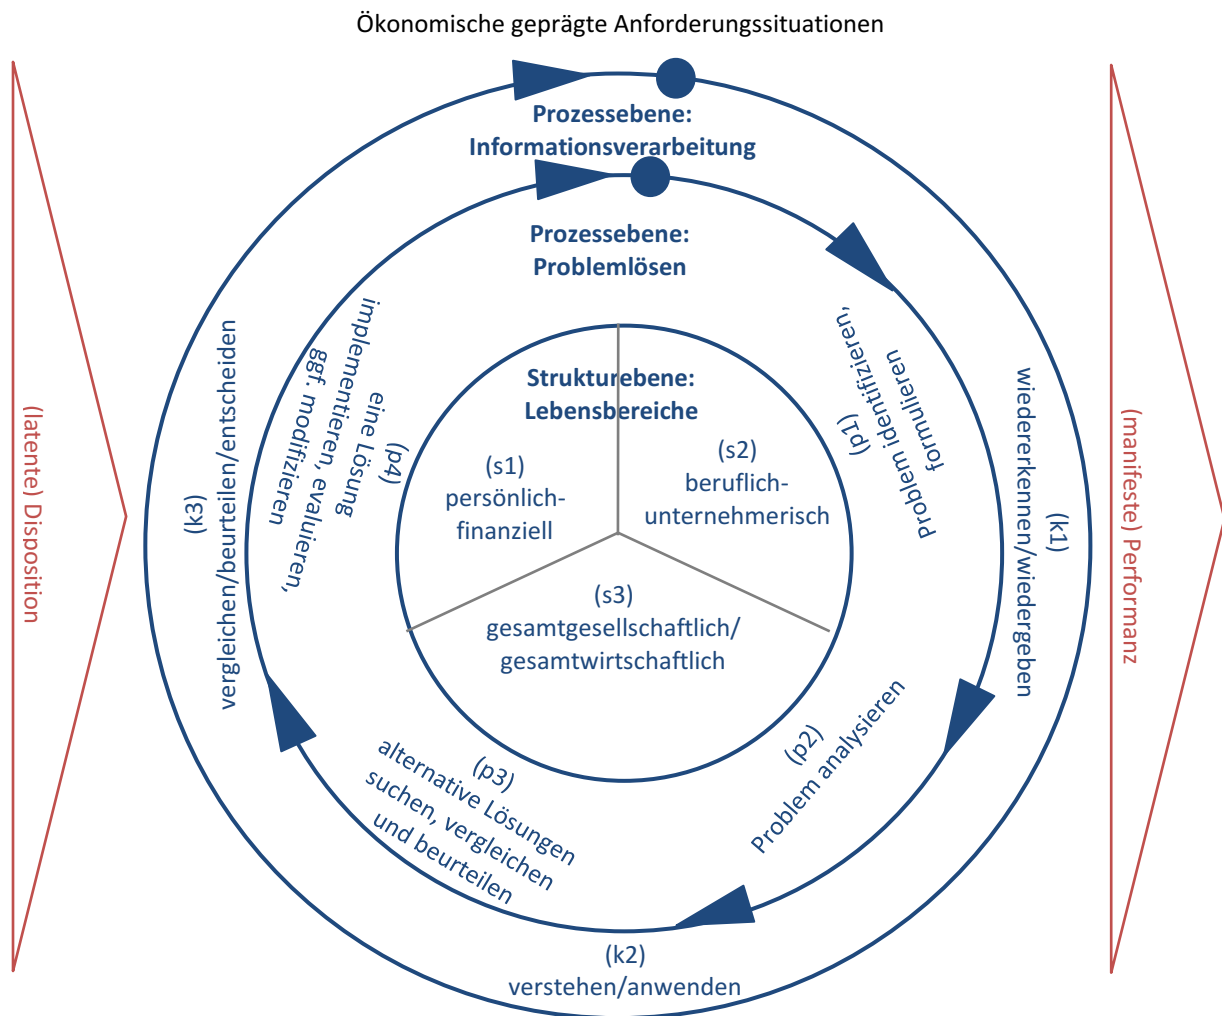 Ökonomische geprägte Anforderungssituationen
Prozessebene:
Informationsverarbeitung
Prozessebene:
Problemlösen
Strukturebene:
Lebensbereiche
(s1)
persönlich-
finanziell
(s2)
beruflich-
unternehmerisch
(s3)
gesamtgesellschaftlich/
gesamtwirtschaftlich
(p1)
Problem identifizieren,
formulieren
(p2)
Problem analysieren
(p3)
alternative Lösungen
suchen, vergleichen
und beurteilen
(p4)
eine Lösung
implementieren, evaluieren,
ggf. modifizieren
(k1)
wiedererkennen/wiedergeben
(k2)
verstehen/anwenden
(k3)
vergleichen/beurteilen/entscheiden
(latente) Disposition
(manifeste) Performanz